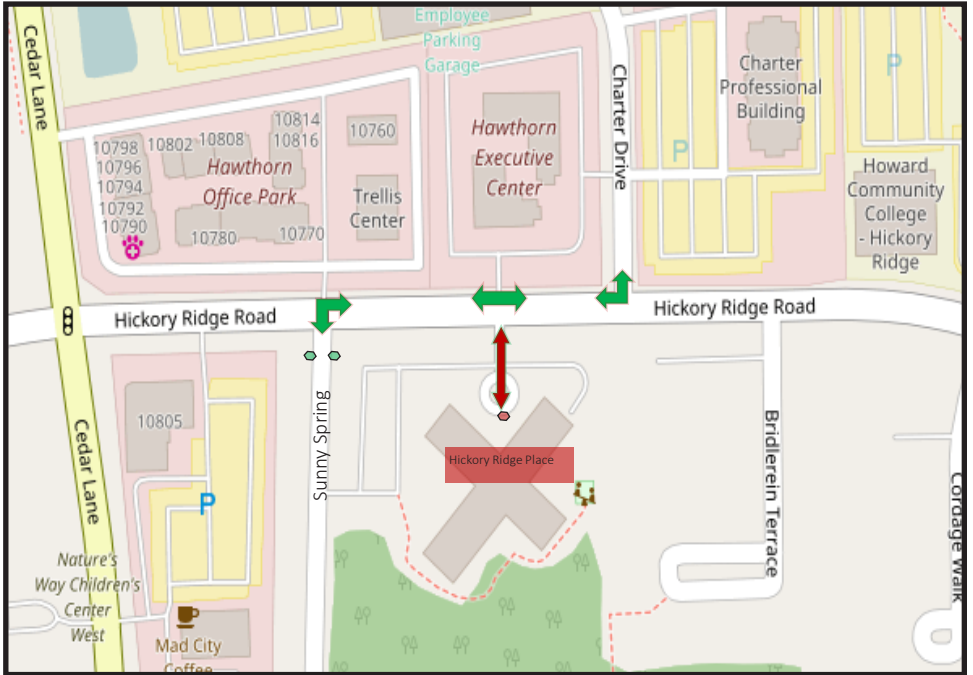 Employee
Parking
Garage
Cedar Lane
Charter Drive
Charter
Professional
Building
P
P
10798
10796
10794
10792
10790
10802
10808
10814
10816
10760
Hawthorn
Office Park
Trellis
Center
10780
10770
Hawthorn
Executive
Center
Howard
Community
College
- Hickory
Ridge
Hickory Ridge Road
Hickory Ridge Road
10805
Cedar Lane
P
Sunny Spring
Hickory Ridge Place
Bridlerein Terrace
Cordage Walk
Nature's
Way Children's
Center
West
Mad City
Coffee